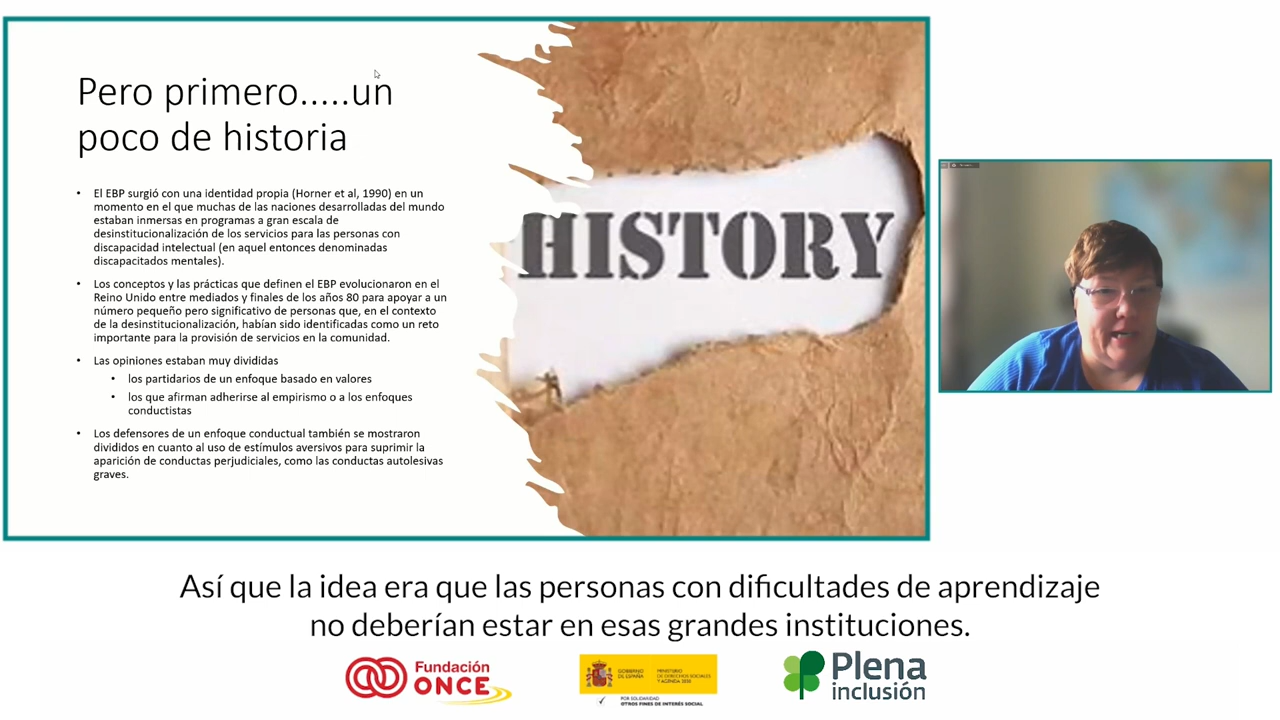 Pero primero.....un
poco de historia
• El EBP surgió con una identidad propia (Horner et al, 1990) en un
momento en el que muchas de las naciones desarrolladas del mundo
estaban inmersas en programas a gran escala de
desinstitucionalización de los servicios para las personas con
discapacidad intelectual (en aquel entonces denominadas
discapacitados mentales).
• Los conceptos y las prácticas que definen el EBP evolucionaron en el
Reino Unido entre mediados y finales de los años 80 para apoyar a un
número pequeño pero significativo de personas que, en el contexto
de la desinstitucionalización, habían sido identificadas como un reto
importante para la provisión de servicios en la comunidad.
• Las opiniones estaban muy divididas
• los partidarios de un enfoque basado en valores
• los que afirman adherirse al empirismo o a los enfoques
conductistas
• Los defensores de un enfoque conductual también se mostraron
divididos en cuanto al uso de estímulos aversivos para suprimir la
aparición de conductas perjudiciales, como las conductas autolesivas
graves.
HISTORY
Así que la idea era que las personas con dificultades de aprendizaje
no deberían estar en esas grandes instituciones.
Fundación
ONCE
GOBIERNO
DE ESPAÑA
MINISTERIO
DE DERECHOS SOCIALES
Y AGENDA 2030
POR SOLIDARIDAD
OTROS FINES DE INTERÉS SOCIAL
Plena
inclusión